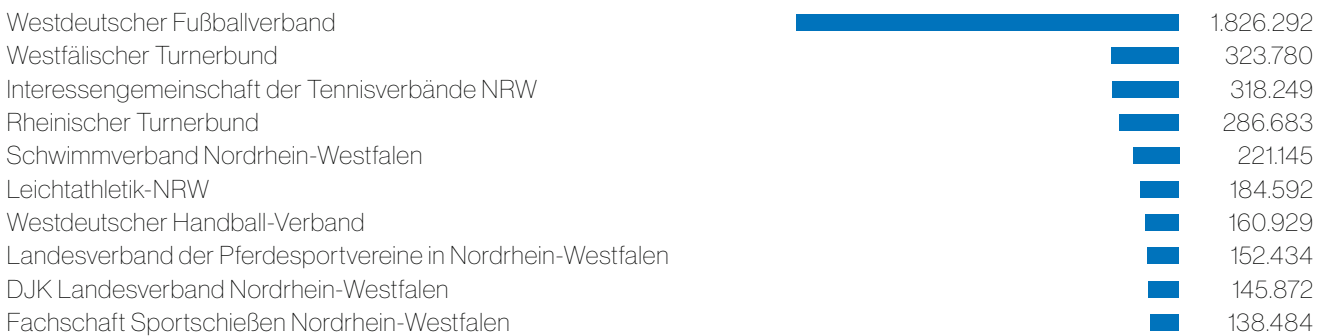 Westdeutscher Fußballverband 1.826.292
Westfälischer Turnerbund 323.780
Interessengemeinschaft der Tennisverbände NRW 318.249
Rheinischer Turnerbund 286.683
Schwimmverband Nordrhein-Westfalen 221.145
Leichtathletik-NRW 184.592
Westdeutscher Handball-Verband 160.929
Landesverband der Pferdesportvereine in Nordrhein-Westfalen 152.434
DJK Landesverband Nordrhein-Westfalen 145.872
Fachschaft Sportschießen Nordrhein-Westfalen 138.484